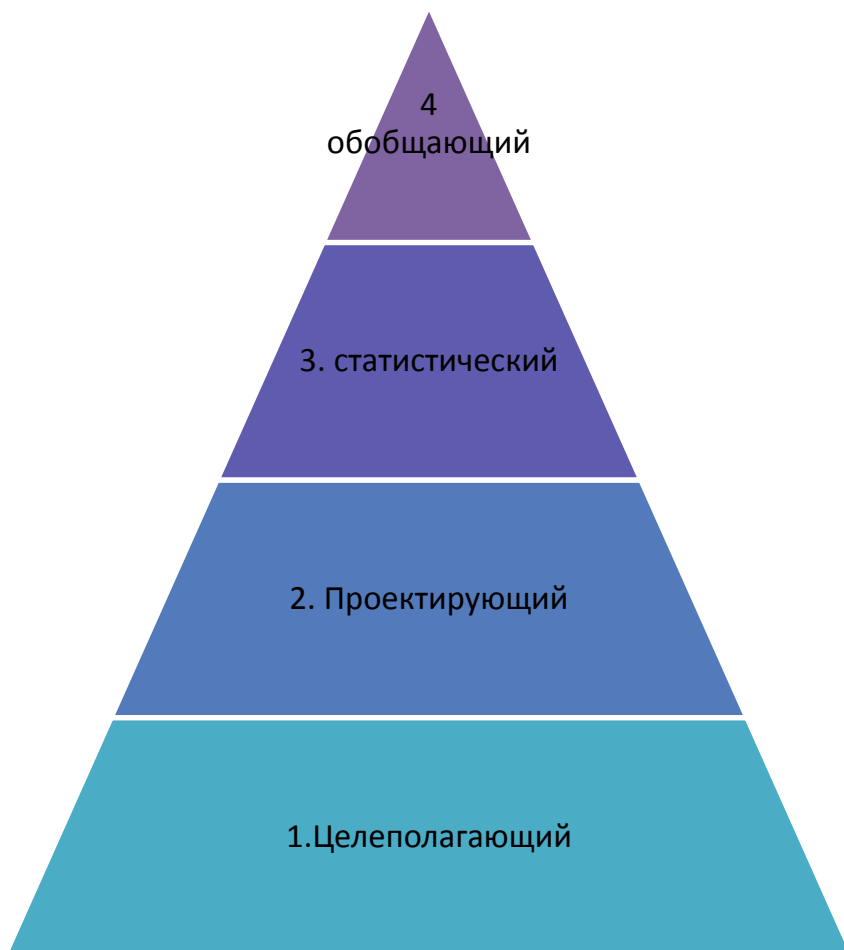 4
обобщающий
3. статистический
2. Проектирующий
1.Целеполагающий